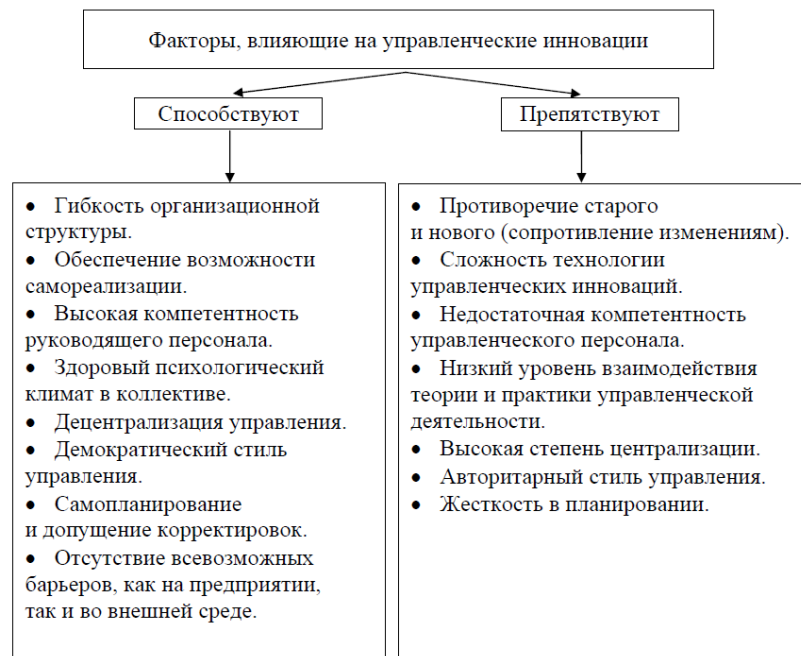 Факторы, влияющие на управленческие инновации
Способствуют
Препятствуют
• Гибкость организационной
структуры.
• Обеспечение возможности
самореализации.
• Высокая компетентность
руководящего персонала.
• Здоровый психологический
климат в коллективе.
• Децентрализация управления.
• Демократический стиль
управления.
• Самопланирование
и допущение корректировок.
• Отсутствие всевозможных
барьеров, как на предприятии,
так и во внешней среде.
• Противоречие старого
и нового (сопротивление изменениям).
• Сложность технологии
управленческих инноваций.
• Недостаточная компетентность
управленческого персонала.
• Низкий уровень взаимодействия
теории и практики управленческой
деятельности.
• Высокая степень централизации.
• Авторитарный стиль управления.
• Жесткость в планировании.